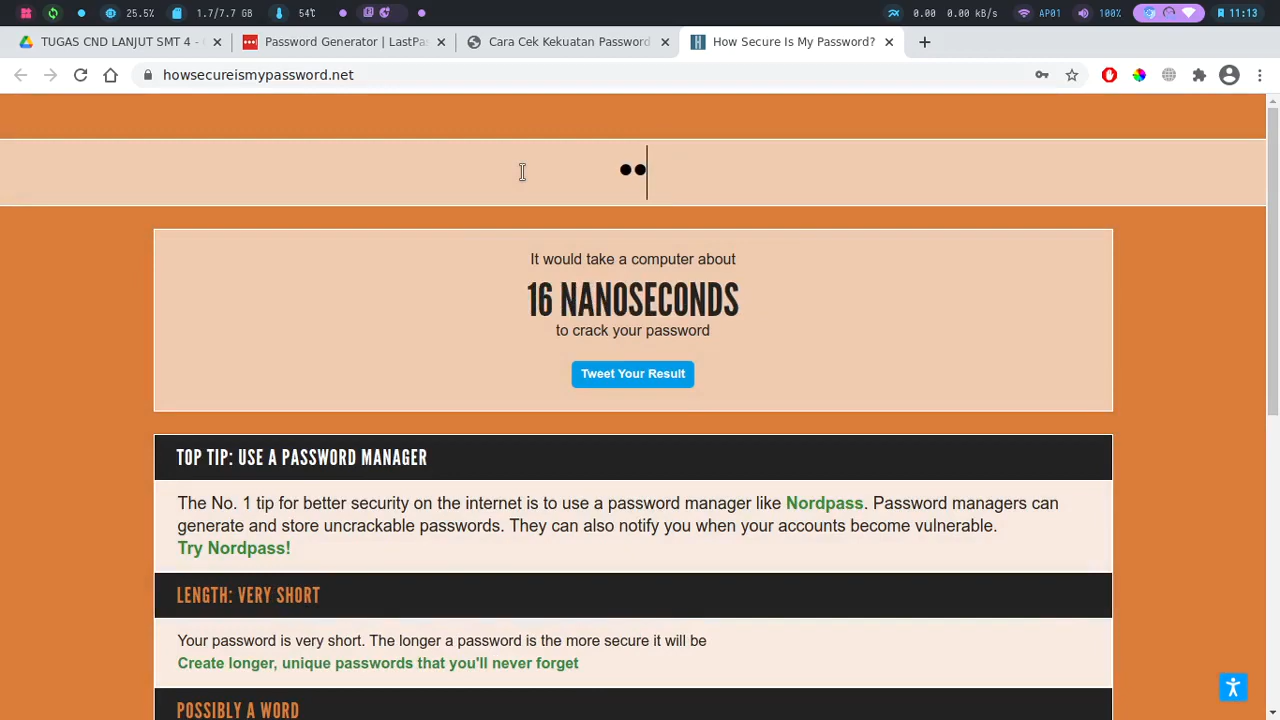 25.5% 1.7/7.7 GB 54°C 0.00 0.00 kB/s AP01 100% 11:13
TUGAS CND LANJUT SMT 4 - G Password Generator | LastPas Cara Cek Kekuatan Password How Secure Is My Password?
howsecureismypassword.net
It would take a computer about
16 NANOSECONDS
to crack your password
Tweet Your Result
TOP TIP: USE A PASSWORD MANAGER
The No. 1 tip for better security on the internet is to use a password manager like Nordpass. Password managers can
generate and store uncrackable passwords. They can also notify you when your accounts become vulnerable.
Try Nordpass!
LENGTH: VERY SHORT
Your password is very short. The longer a password is the more secure it will be
Create longer, unique passwords that you'll never forget
POSSIBLY A WORD